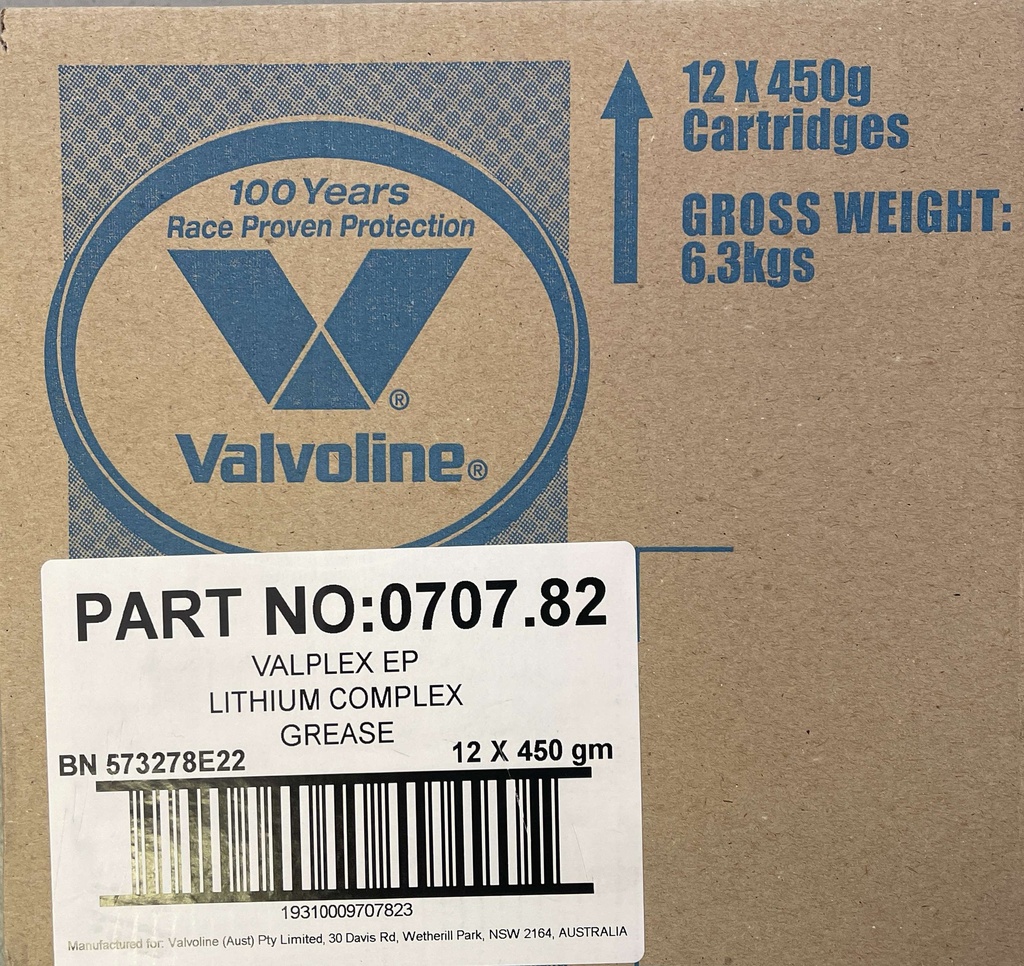 100 Years
Race Proven Protection
®
Valvoline®
12 X 450g
Cartridges
GROSS WEIGHT:
6.3kgs
PART NO:0707.82
VALPLEX EP
LITHIUM COMPLEX
GREASE
BN 573278E22 12 X 450 gm
19310009707823
Manufactured for: Valvoline (Aust) Pty Limited, 30 Davis Rd, Wetherill Park, NSW 2164, AUSTRALIA